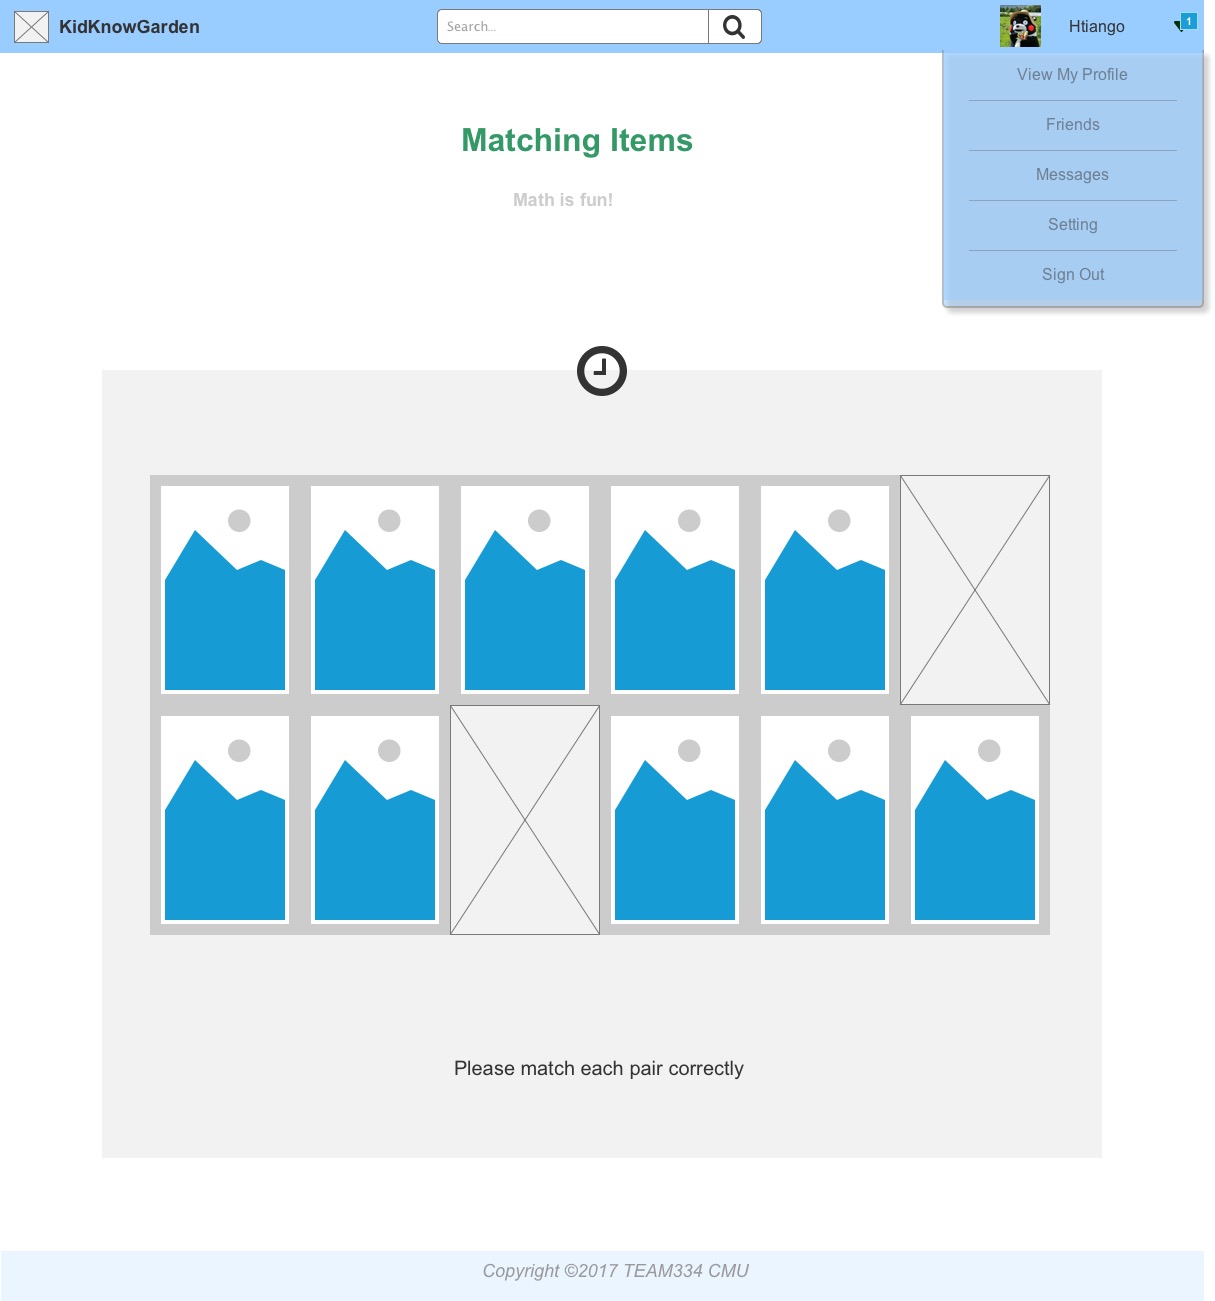 KidKnowGarden
Search...
Htiango
1
View My Profile
Friends
Messages
Setting
Sign Out
Matching Items
Math is fun!
Please match each pair correctly
Copyright ©2017 TEAM334 CMU